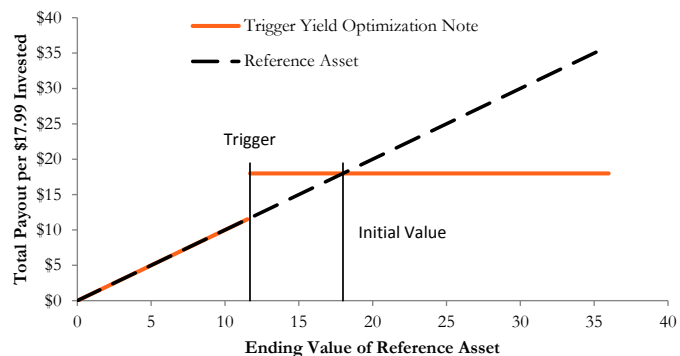 Total Payout per $17.99 Invested
$40
$35
$30
$25
$20
$15
$10
$5
$0
Trigger Yield Optimization Note
Reference Asset
Trigger
Initial Value
0 5 10 15 20 25 30 35 40
Ending Value of Reference Asset